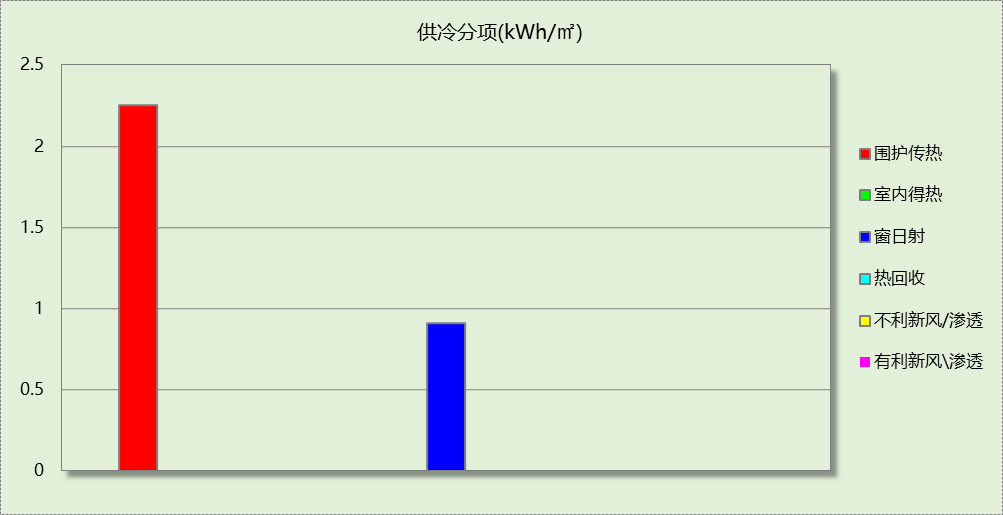 供冷分项(kWh/㎡)
2.5
2
1.5
1
0.5
0
围护传热
室内得热
窗日射
热回收
不利新风/渗透
有利新风\渗透